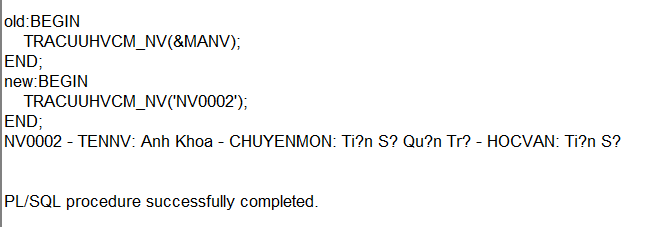 old:BEGIN
TRACUUHVCM_NV(&MANV);
END;
new:BEGIN
TRACUUHVCM_NV('NV0002');
END;
NV0002 - TENNV: Anh Khoa - CHUYENMON: Ti?n S? Qu?n Tr? - HOCVAN: Ti?n S?
PL/SQL procedure successfully completed.